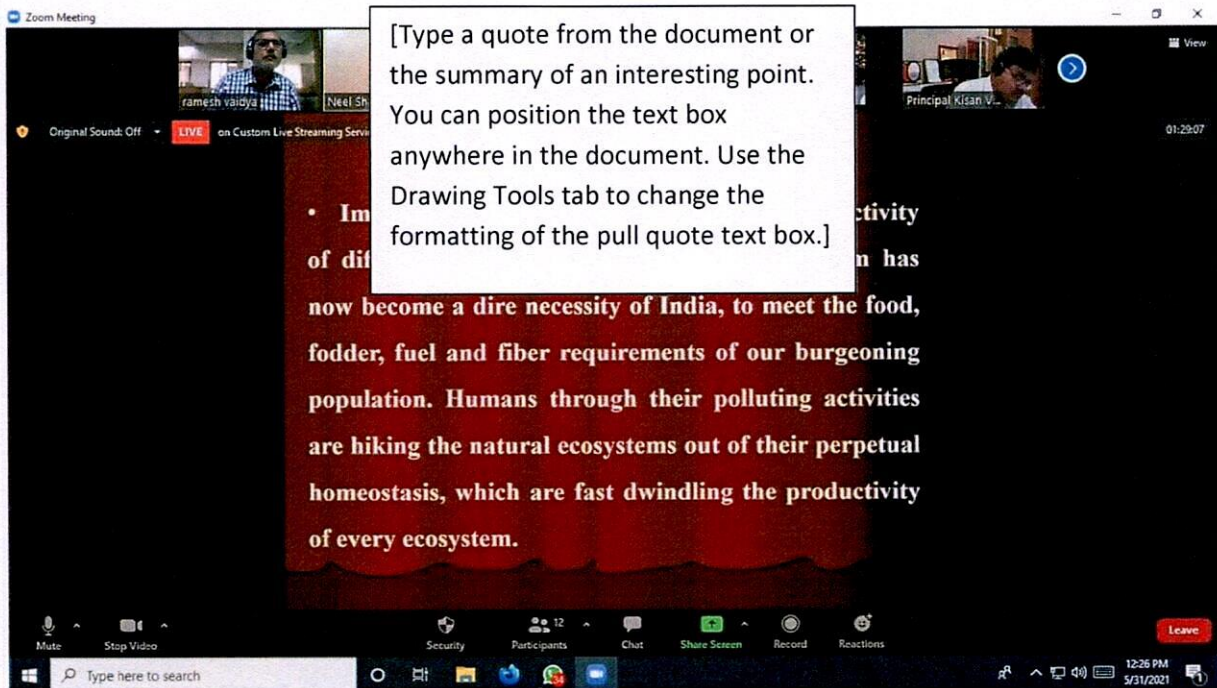 Zoom Meeting
View
ramesh vaidya
Neel Sh
Principal Kisan V...
Original Sound: Off
LIVE
on Custom Live Streaming Servi
01:29:07
[Type a quote from the document or
the summary of an interesting point.
You can position the text box
anywhere in the document. Use the
Drawing Tools tab to change the
formatting of the pull quote text box.]
• Im ctivity
of dif has
now become a dire necessity of India, to meet the food,
fodder, fuel and fiber requirements of our burgeoning
population. Humans through their polluting activities
are hiking the natural ecosystems out of their perpetual
homeostasis, which are fast dwindling the productivity
of every ecosystem.
Mute
Stop Video
Security
12
Participants
Chat
Share Screen
Record
Reactions
Leave
Type here to search
34
12:26 PM
5/31/2021